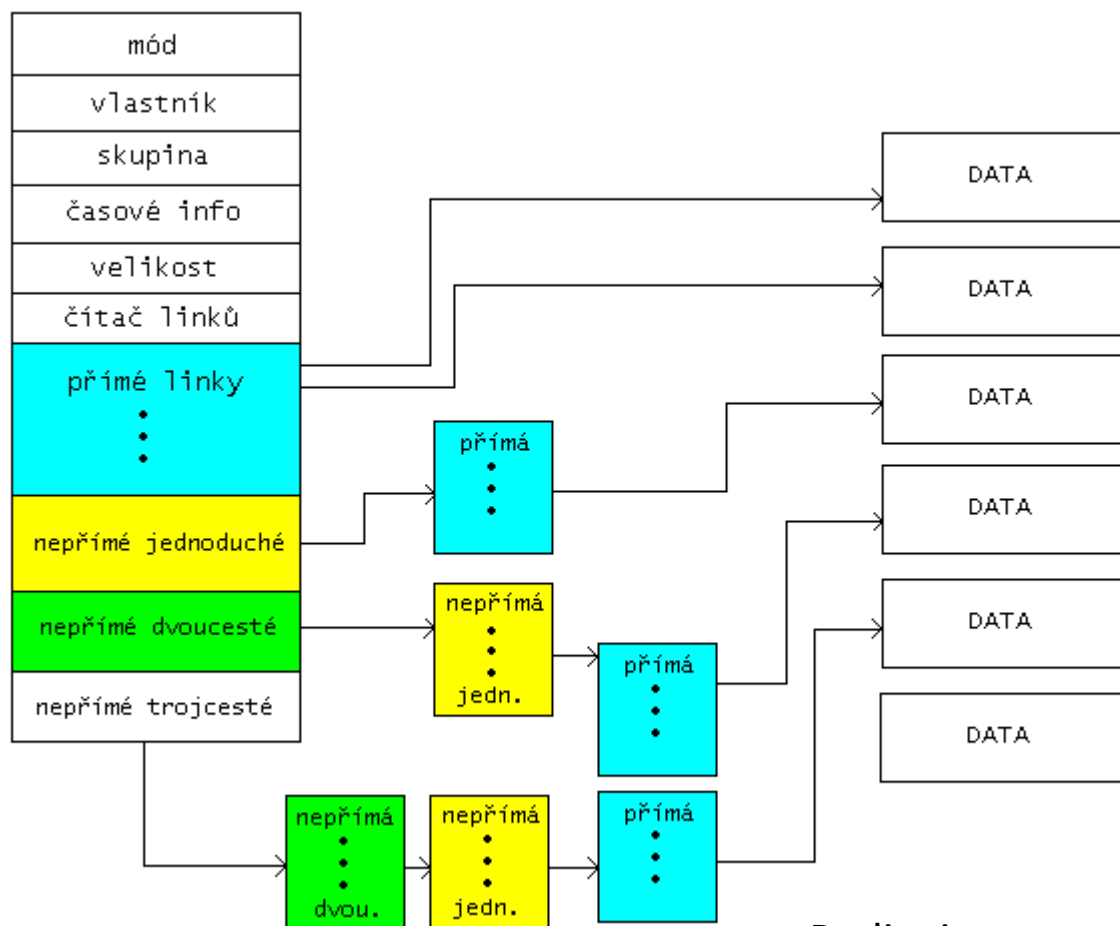 mód
vlastník
skupina
časové info
velikost
čítač linků
přímé linky
nepřímé jednoduché
nepřímé dvoucesté
nepřímé trojcesté
přímá
nepřímá
jedn.
přímá
nepřímá
dvou.
nepřímá
jedn.
přímá
DATA
DATA
DATA
DATA
DATA
DATA